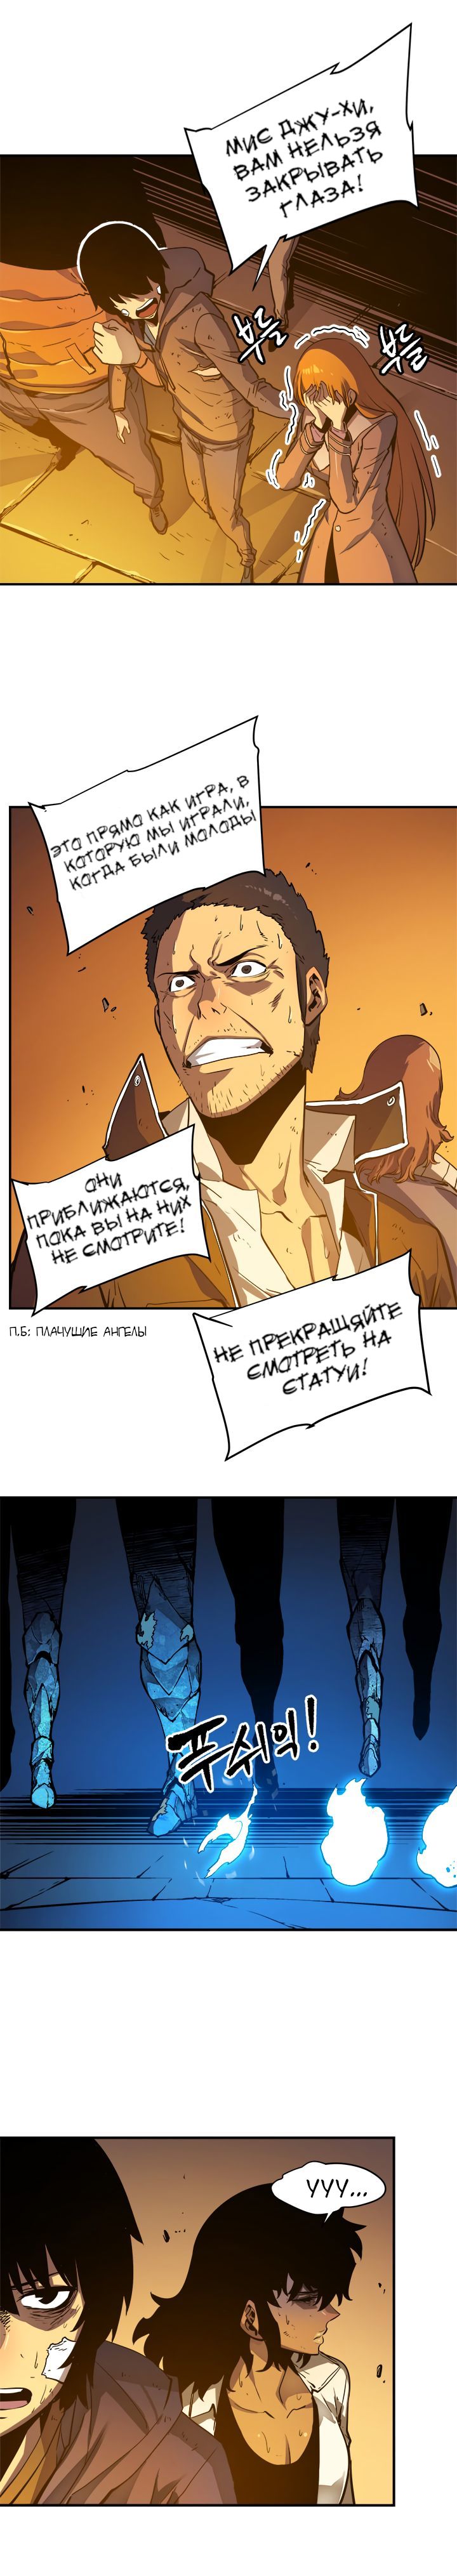 МИС ДЖУ-ХИ,
ВАМ НЕЛЬЗЯ
ЗАКРЫВАТЬ
ГЛАЗА!
부들
부들
ЭТО ПРЯМО КАК ИГРА, В
КОТОРУЮ МЫ ИГРАЛИ,
КОГДА БЫЛИ МОЛОДЫ
ОНИ
ПРИБЛИЖАЮТСЯ,
ПОКА ВЫ НА НИХ
НЕ СМОТРИТЕ!
П.Б: ПЛАЧУЩИЕ АНГЕЛЫ
НЕ ПРЕКРАЩЯЙТЕ
СМОТРЕТЬ НА
СТАТУИ!
푸쉬익!
УУУ...